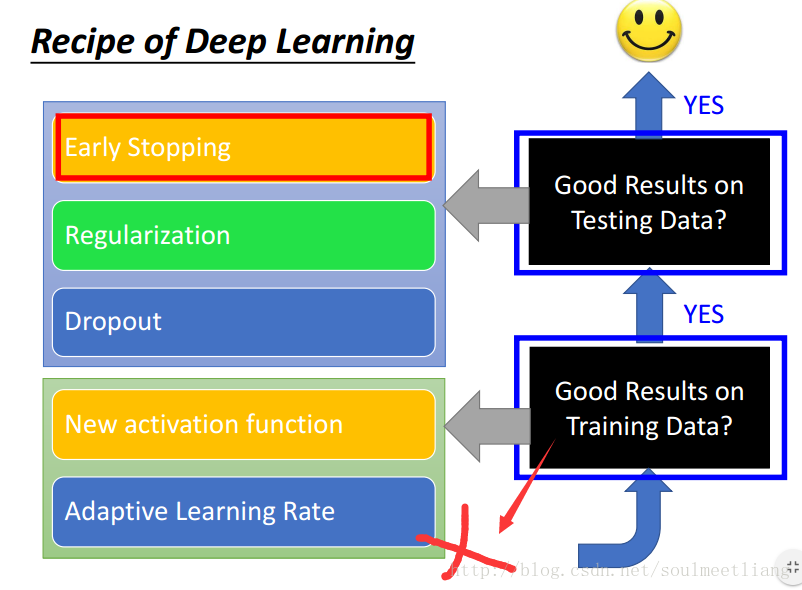 Recipe of Deep Learning
YES
Early Stopping
Good Results on
Testing Data?
Regularization
Dropout
YES
New activation function
Good Results on
Training Data?
Adaptive Learning Rate
http://blog.csdn.net/soulmeetliang